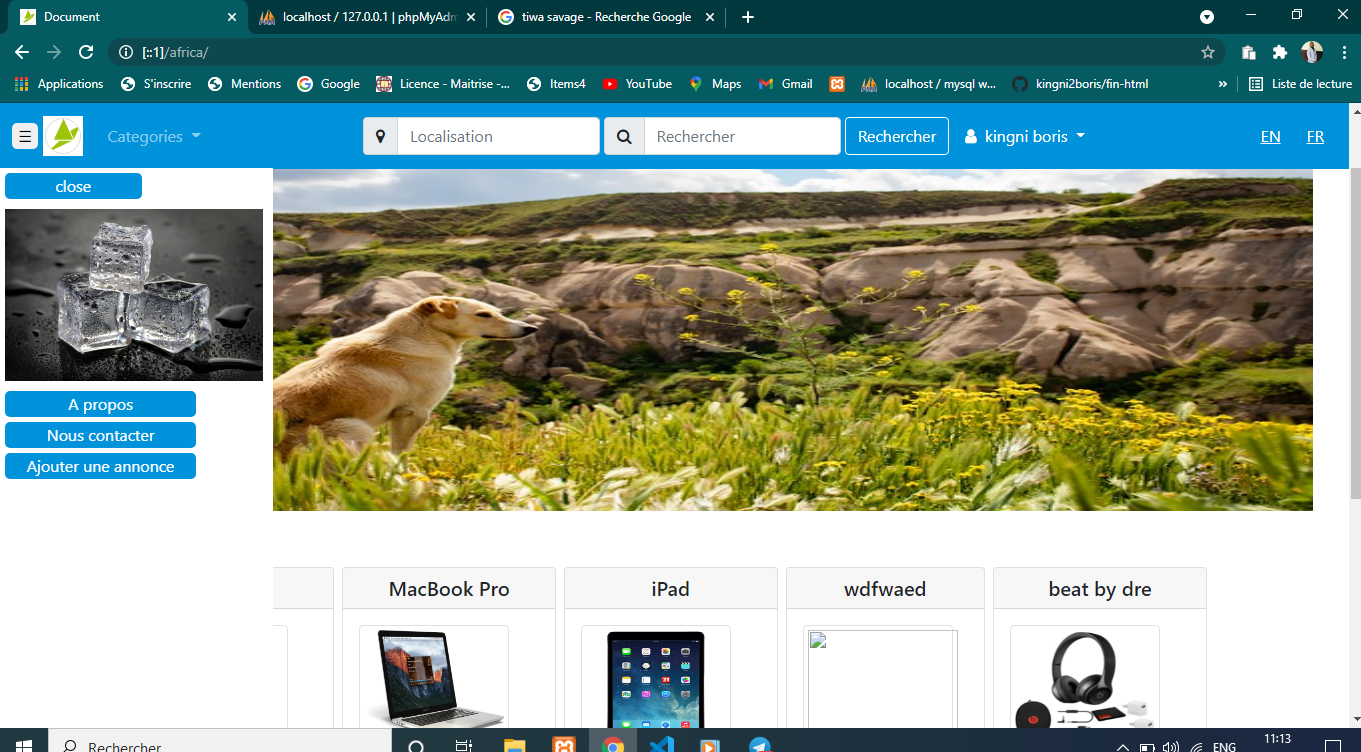 Document
localhost / 127.0.0.1 | phpMyAdm
tiwa savage - Recherche Google
[::1]/africa/
Applications
S'inscrire
Mentions
Google
Licence - Maitrise -...
Items4
YouTube
Maps
Gmail
localhost / mysql w...
kingni2boris/fin-html
»
Liste de lecture
Categories
Localisation
Rechercher
Rechercher
kingni boris
EN
FR
close
A propos
Nous contacter
Ajouter une annonce
MacBook Pro
iPad
wdfwaed
beat by dre
Rechercher
ENG
11:13